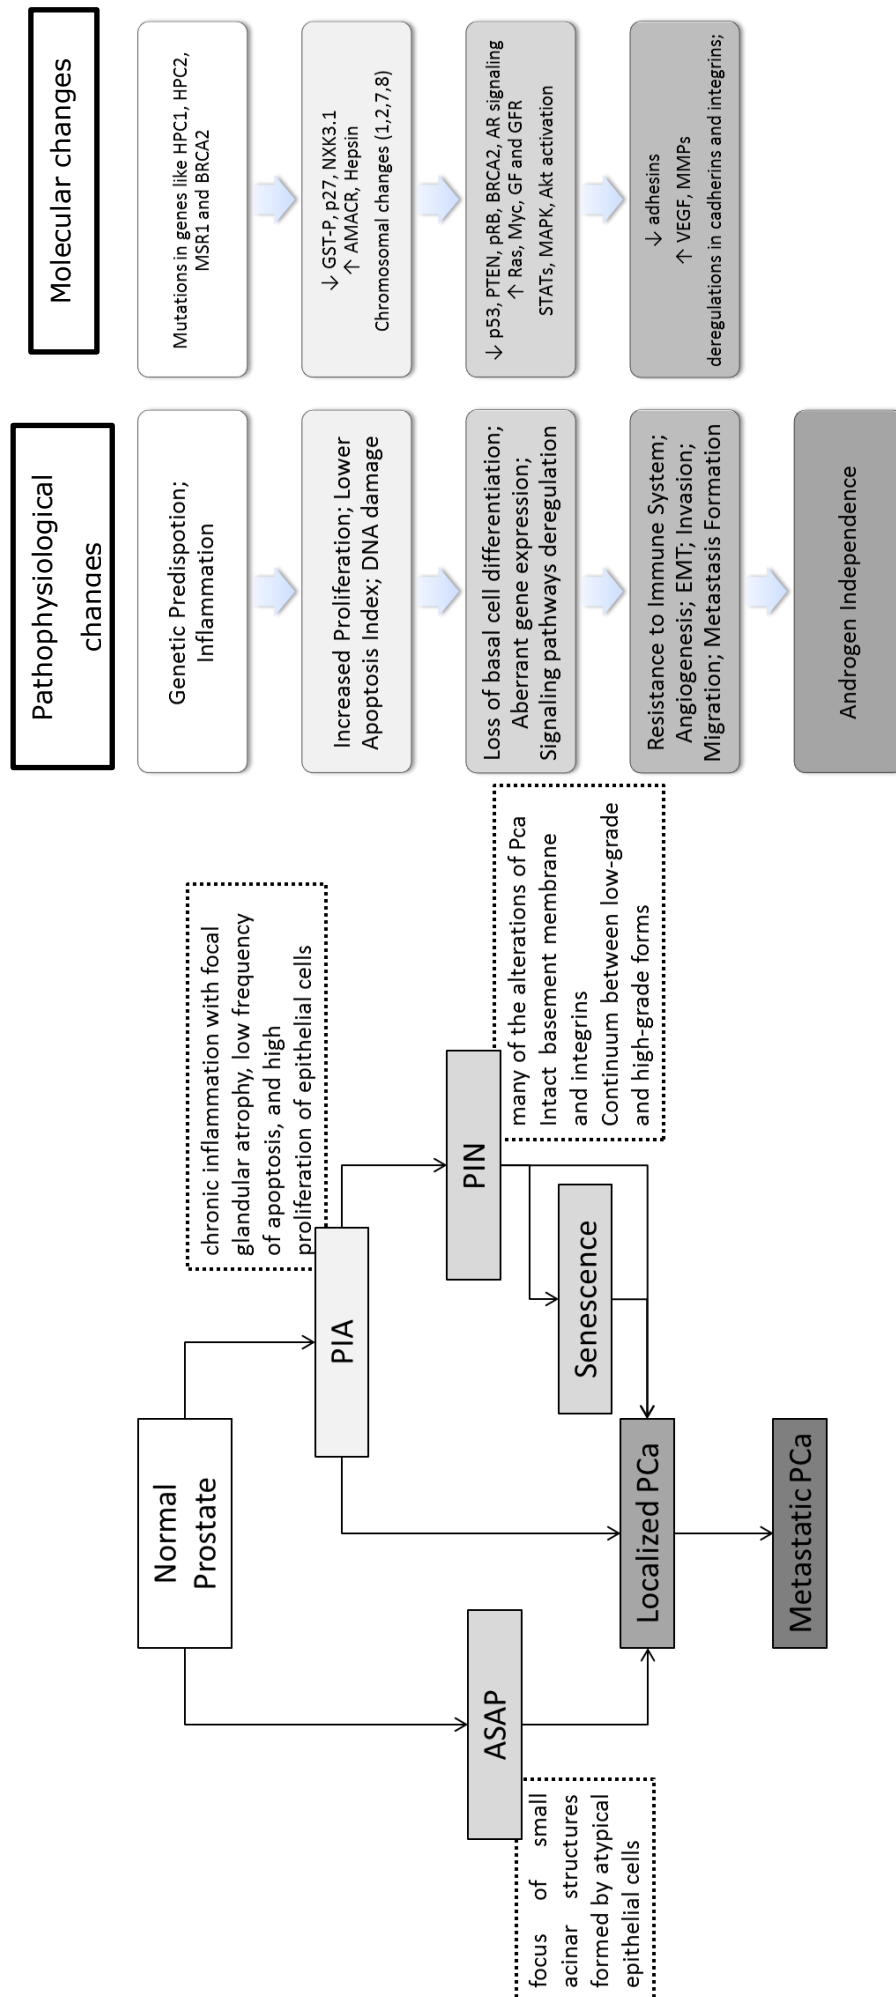 Normal
Prostate
PIA
chronic inflammation with focal
glandular atrophy, low frequency
of apoptosis, and high
proliferation of epithelial cells
ASAP
focus of small
acinar structures
formed by atypical
epithelial cells
PIN
many of the alterations of Pca
Intact basement membrane
and integrins
Continuum between low-grade
and high-grade forms
Senescence
Localized PCa
Metastatic PCa
Pathophysiological
changes
Genetic Predispotion;
Inflammation
Increased Proliferation; Lower
Apoptosis Index; DNA damage
Loss of basal cell differentiation;
Aberrant gene expression;
Signaling pathways deregulation
Resistance to Immune System;
Angiogenesis; EMT; Invasion;
Migration; Metastasis Formation
Androgen Independence
Molecular changes
Mutations in genes like HPC1, HPC2,
MSR1 and BRCA2
↓ GST-P, p27, NXK3.1
↑ AMACR, Hepsin
Chromosomal changes (1,2,7,8)
↓ p53, PTEN, pRB, BRCA2, AR signaling
↑ Ras, Myc, GF and GFR
STATs, MAPK, Akt activation
↓ adhesins
↑ VEGF, MMPs
deregulations in cadherins and integrins;